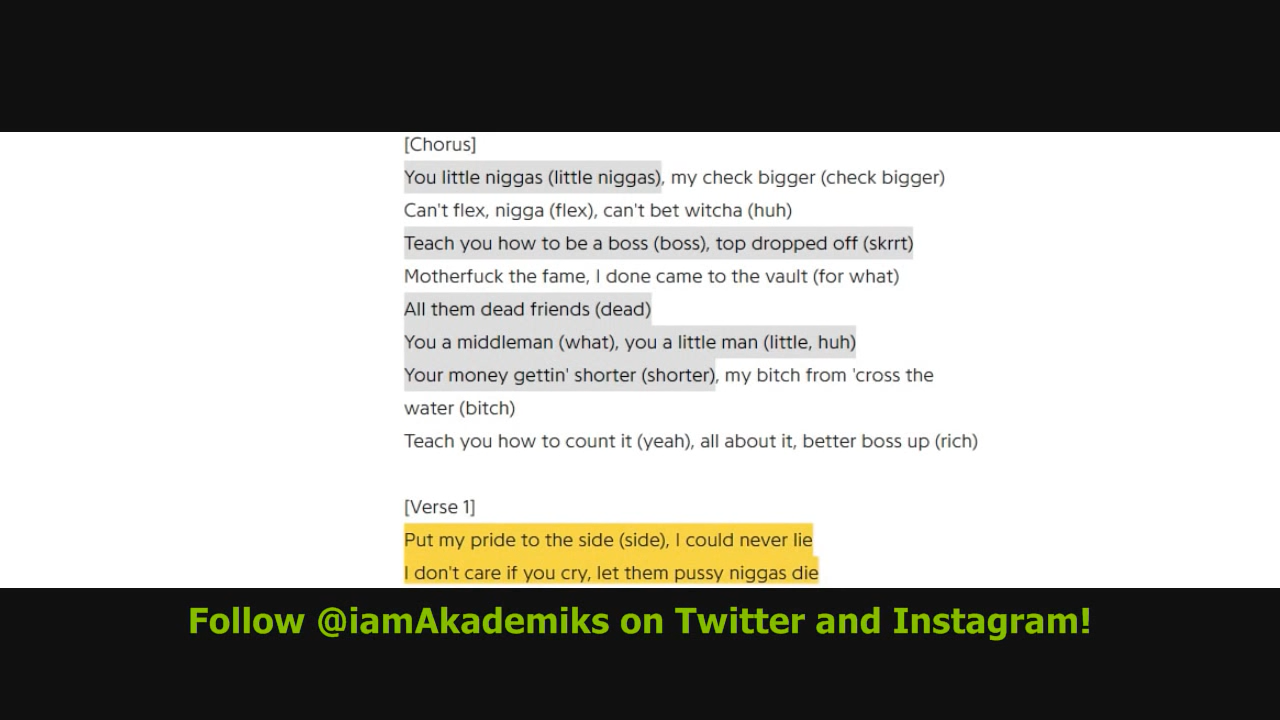 [Chorus]
You little niggas (little niggas), my check bigger (check bigger)
Can't flex, nigga (flex), can't bet witcha (huh)
Teach you how to be a boss (boss), top dropped off (skrrt)
Motherfuck the fame, I done came to the vault (for what)
All them dead friends (dead)
You a middleman (what), you a little man (little, huh)
Your money gettin' shorter (shorter), my bitch from 'cross the
water (bitch)
Teach you how to count it (yeah), all about it, better boss up (rich)
[Verse 1]
Put my pride to the side (side), I could never lie
I don't care if you cry, let them pussy niggas die
Follow @iamAkademiks on Twitter and Instagram!